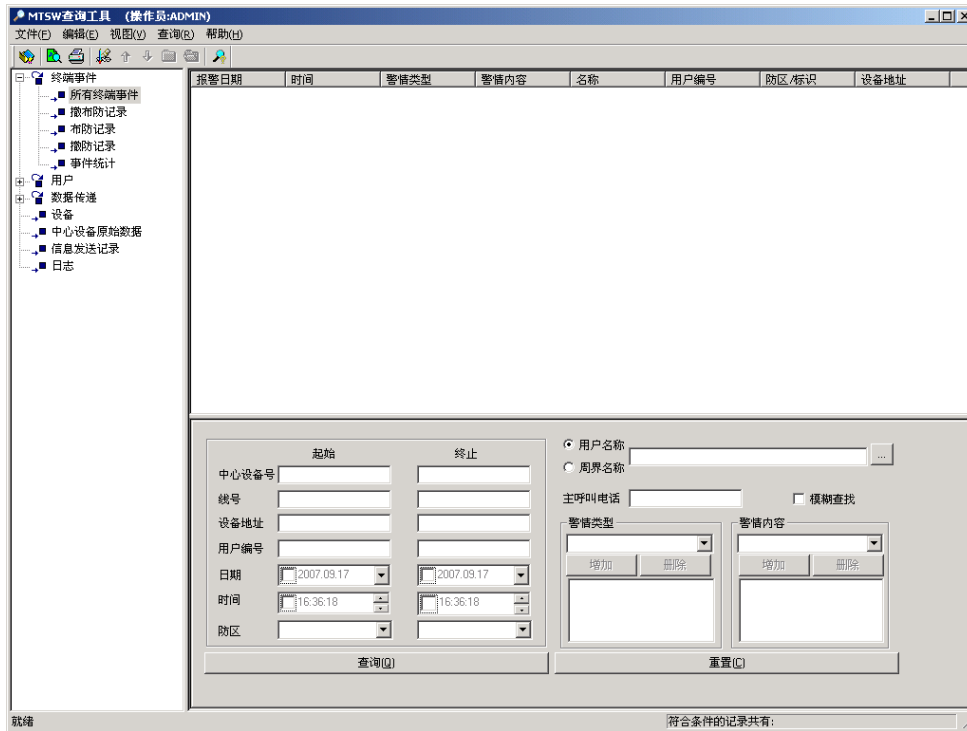 MTSW查询工具 (操作员:ADMIN)
文件(F) 编辑(E) 视图(V) 查询(R) 帮助(H)
终端事件
所有终端事件
撤布防记录
布防记录
撤防记录
事件统计
用户
数据传递
设备
中心设备原始数据
信息发送记录
日志
报警日期 时间 警情类型 警情内容 名称 用户编号 防区/标识 设备地址
起始 终止
中心设备号
线号
设备地址
用户编号
日期 2007.09.17 2007.09.17
时间 16:36:18 16:36:18
防区
查询(Q)
用户名称
周界名称
...
主呼叫电话 模糊查找
警情类型 警情内容
增加 删除 增加 删除
重置(C)
就绪 符合条件的记录共有: